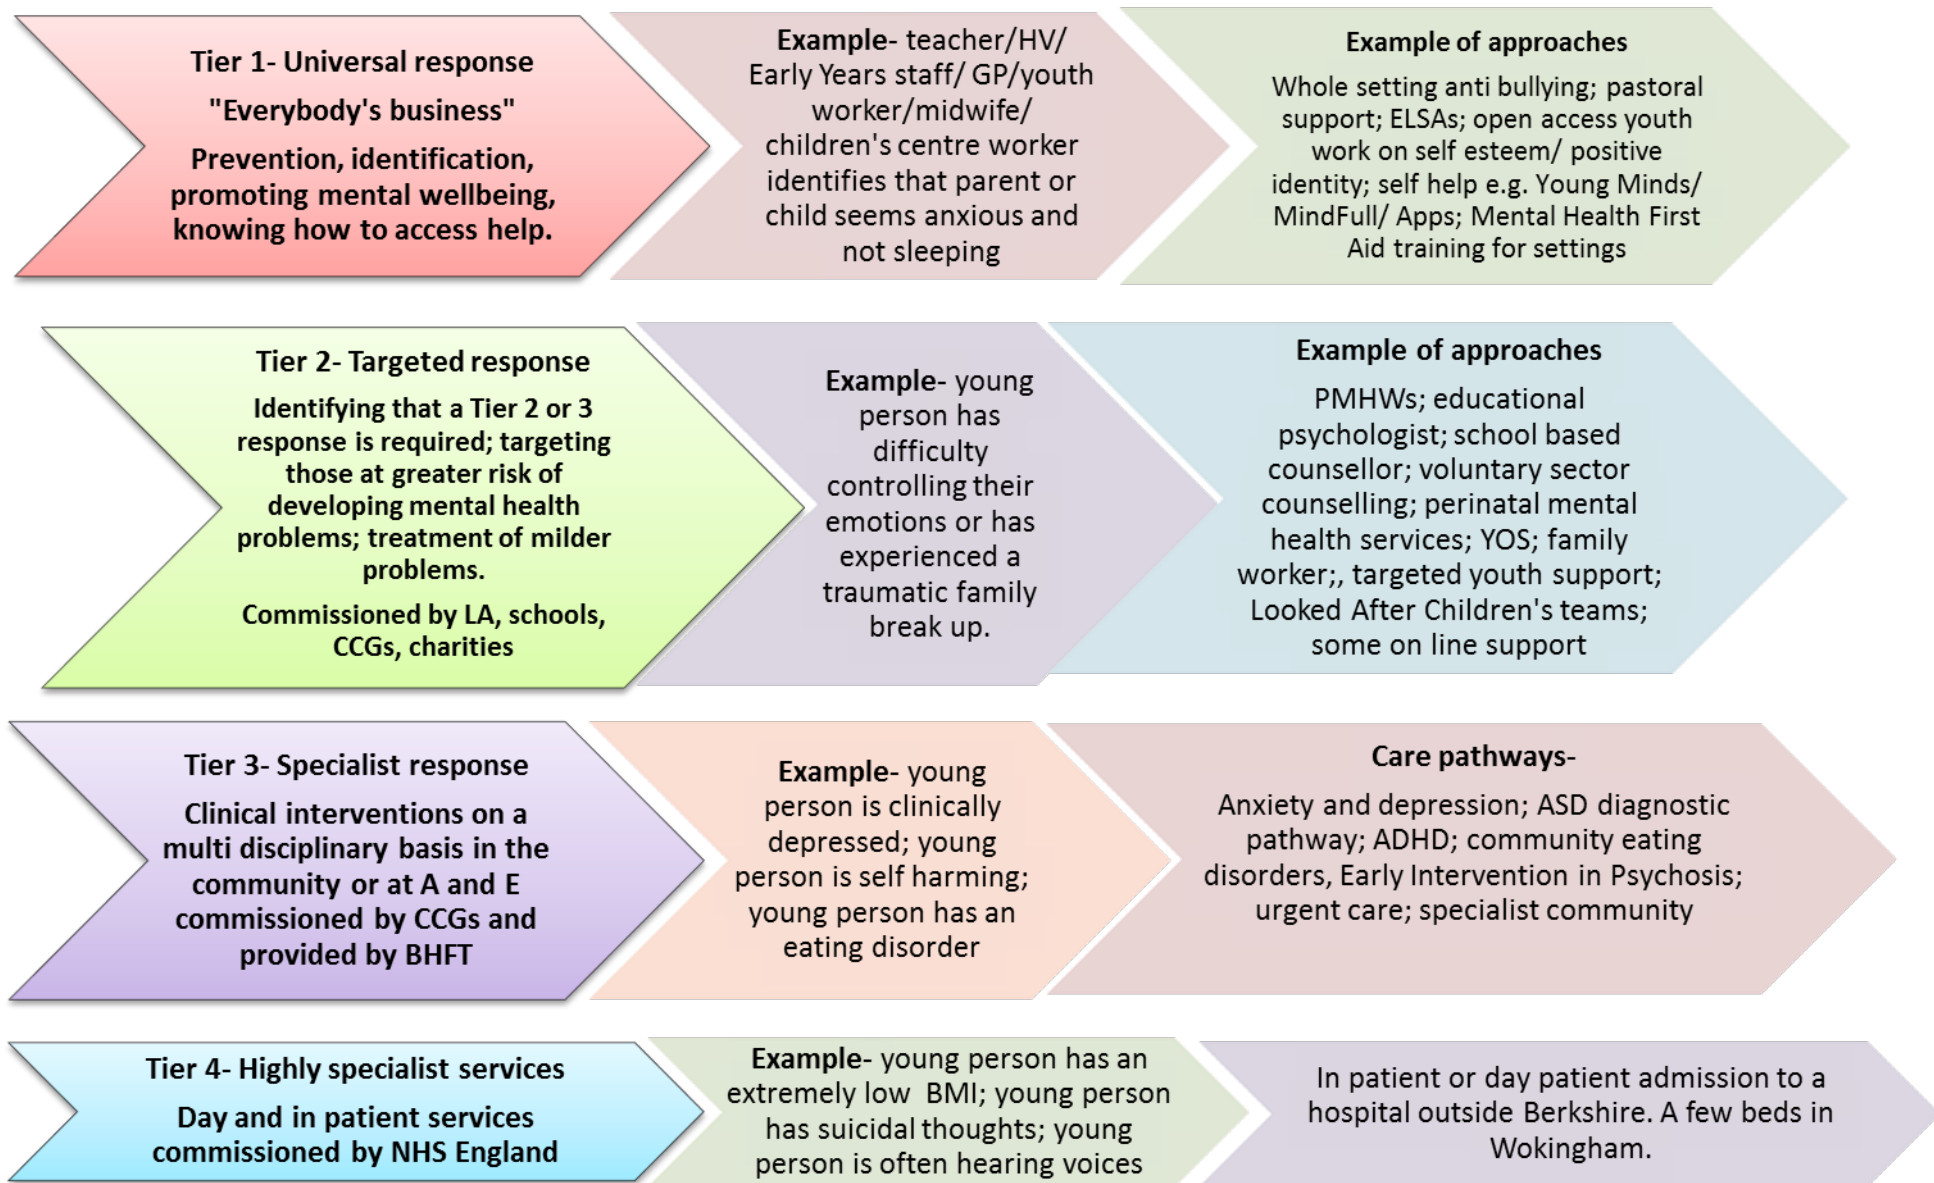 Tier 1- Universal response
"Everybody's business"
Prevention, identification,
promoting mental wellbeing,
knowing how to access help.
Example- teacher/HV/
Early Years staff/ GP/youth
worker/midwife/
children's centre worker
identifies that parent or
child seems anxious and
not sleeping
Example of approaches
Whole setting anti bullying; pastoral
support; ELSAs; open access youth
work on self esteem/ positive
identity; self help e.g. Young Minds/
MindFull/ Apps; Mental Health First
Aid training for settings
Tier 2- Targeted response
Identifying that a Tier 2 or 3
response is required; targeting
those at greater risk of
developing mental health
problems; treatment of milder
problems.
Commissioned by LA, schools,
CCGs, charities
Example- young
person has
difficulty
controlling their
emotions or has
experienced a
traumatic family
break up.
Example of approaches
PMHWs; educational
psychologist; school based
counsellor; voluntary sector
counselling; perinatal mental
health services; YOS; family
worker;, targeted youth support;
Looked After Children's teams;
some on line support
Tier 3- Specialist response
Clinical interventions on a
multi disciplinary basis in the
community or at A and E
commissioned by CCGs and
provided by BHFT
Example- young
person is clinically
depressed; young
person is self harming;
young person has an
eating disorder
Care pathways-
Anxiety and depression; ASD diagnostic
pathway; ADHD; community eating
disorders, Early Intervention in Psychosis;
urgent care; specialist community
Tier 4- Highly specialist services
Day and in patient services
commissioned by NHS England
Example- young person has an
extremely low BMI; young person
has suicidal thoughts; young
person is often hearing voices
In patient or day patient admission to a
hospital outside Berkshire. A few beds in
Wokingham.